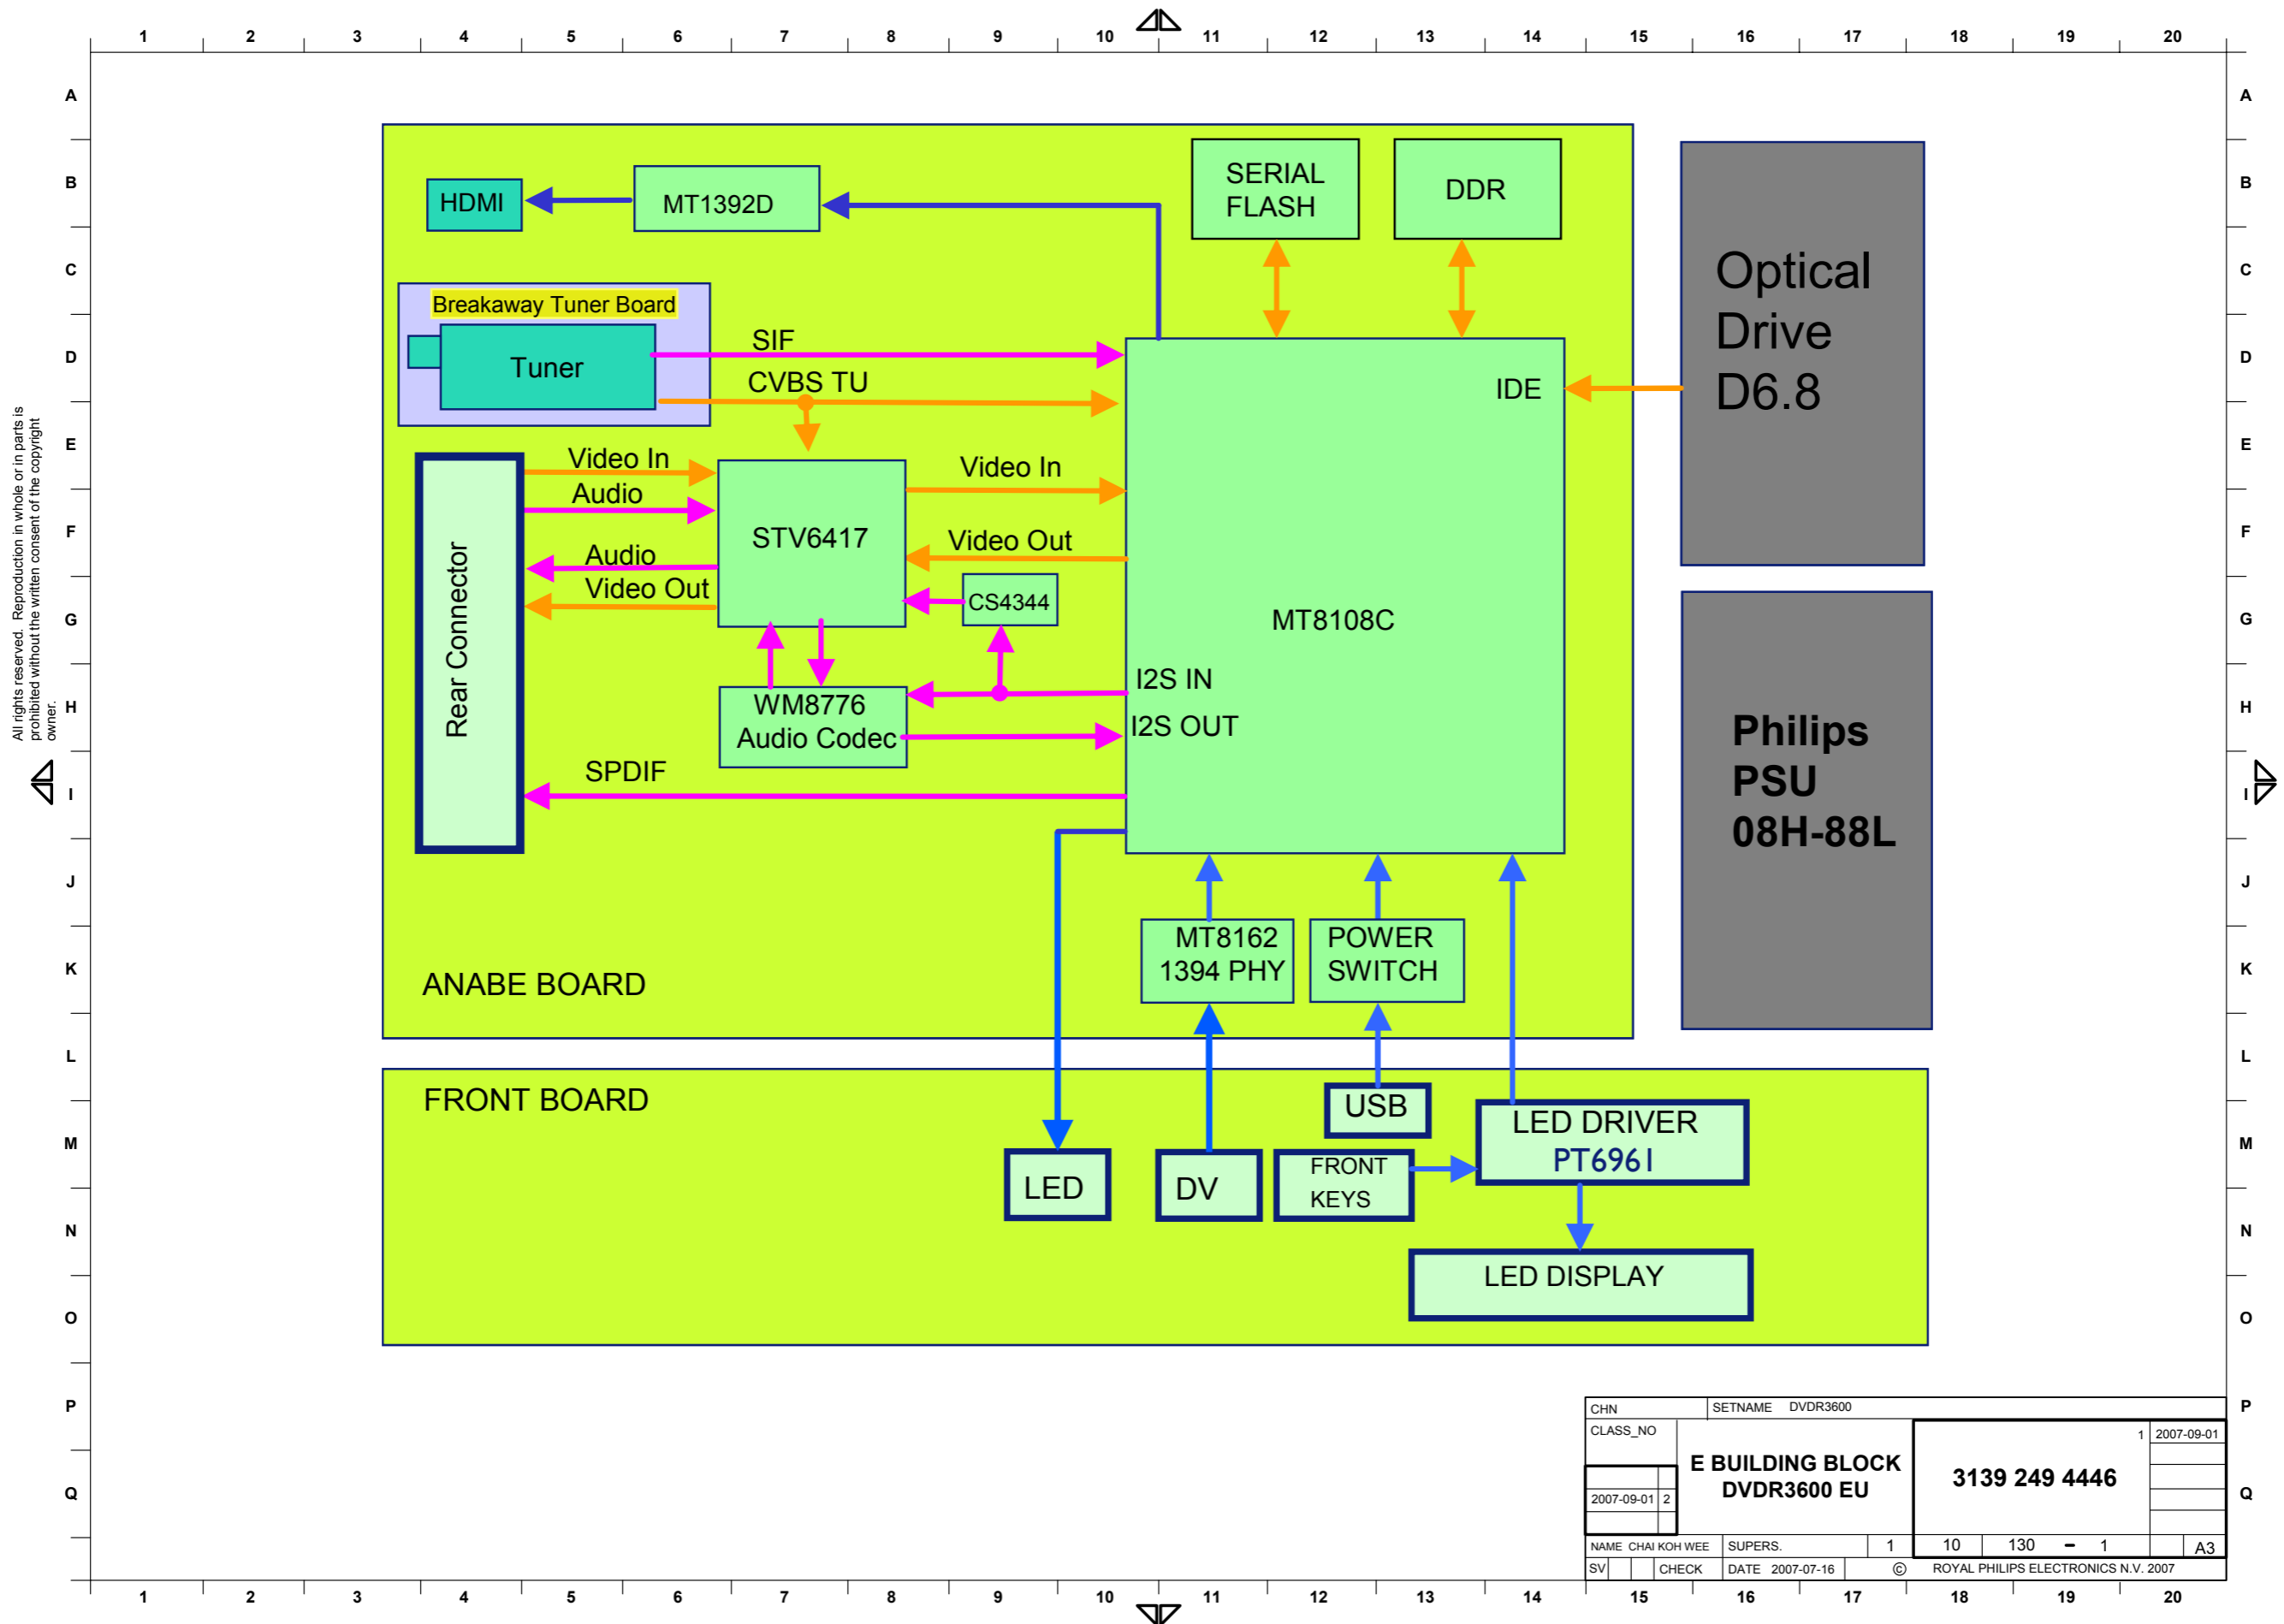 1 2 3 4 5 6 7 8 9 10 11 12 13 14 15 16 17 18 19 20
A A
B B
C C
D D
E E
F F
G G
H H
I I
J J
K K
L L
M M
N N
O O
P P
Q Q
All rights reserved. Reproduction in whole or in parts is
prohibited without the written consent of the copyright
owner.
HDMI
MT1392D
SERIAL
FLASH
DDR
Optical
Drive
D6.8
Breakaway Tuner Board
Tuner
SIF
CVBS TU
IDE
Rear Connector
Video In
Audio
Audio
Video Out
STV6417
Video In
Video Out
CS4344
MT8108C
WM8776
Audio Codec
I2S IN
I2S OUT
SPDIF
Philips
PSU
08H-88L
ANABE BOARD
MT8162
1394 PHY
POWER
SWITCH
FRONT BOARD
LED
DV
USB
FRONT
KEYS
LED DRIVER
PT6961
LED DISPLAY
CHN SETNAME DVDR3600
CLASS_NO
E BUILDING BLOCK
DVDR3600 EU
2007-09-01 2
3139 249 4446
1 2007-09-01
NAME CHAI KOH WEE SUPERS. 1 10 130 - 1 A3
SV CHECK DATE 2007-07-16 © ROYAL PHILIPS ELECTRONICS N.V. 2007
1 2 3 4 5 6 7 8 9 10 11 12 13 14 15 16 17 18 19 20